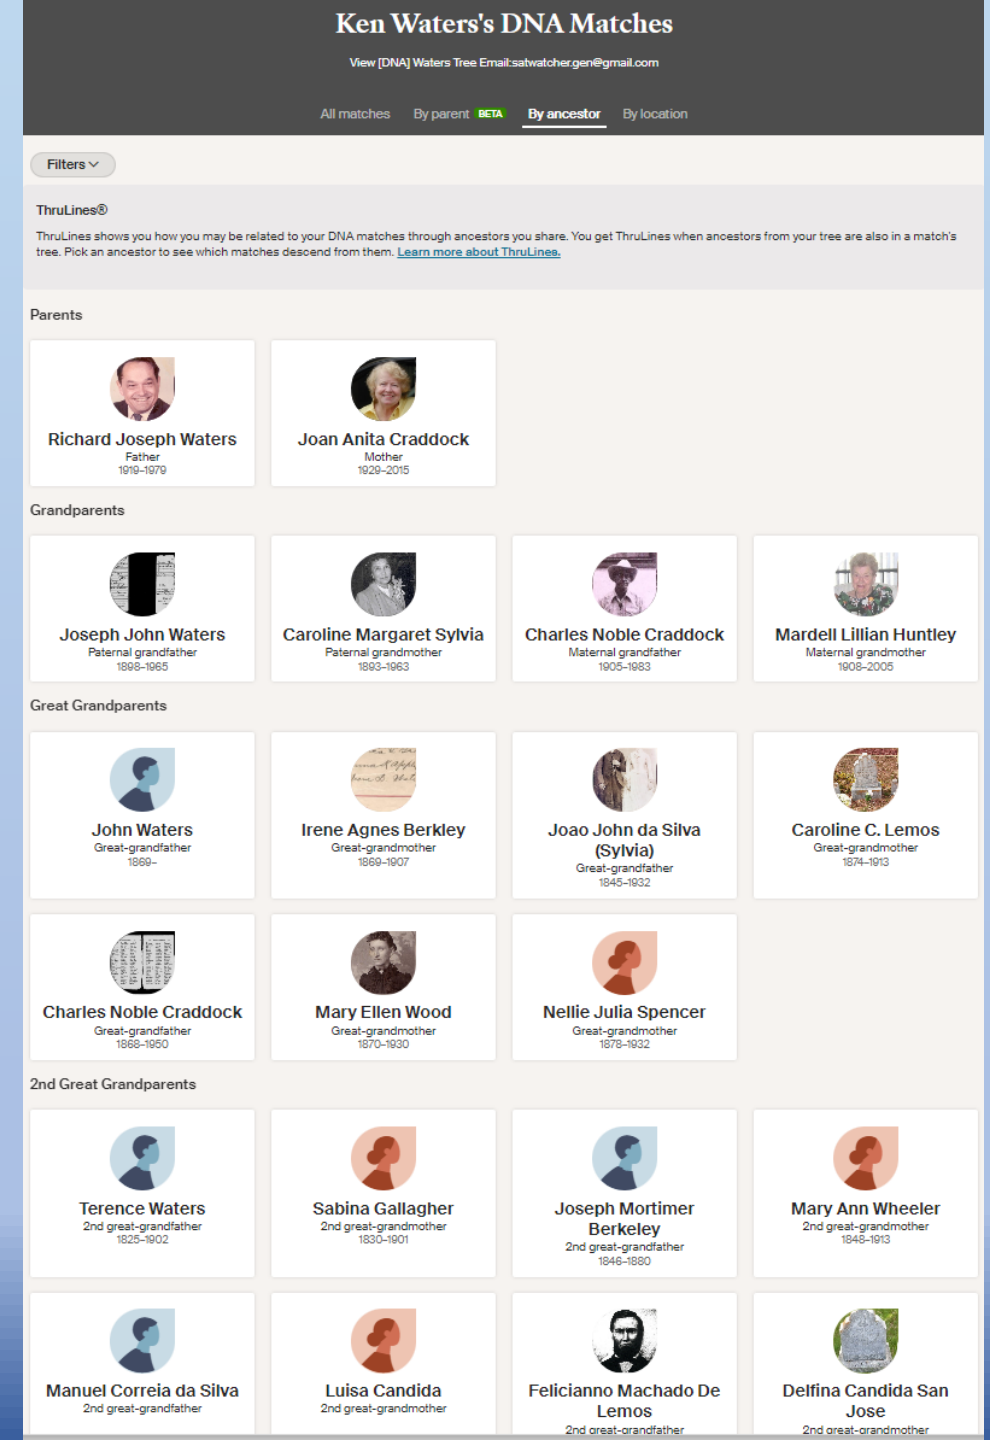 Ken Waters's DNA Matches
View [DNA] Waters Tree Email:satwatcher.gen@gmail.com
All matches By parent BETA By ancestor By location
Filters
ThruLines®
ThruLines shows you how you may be related to your DNA matches through ancestors you share. You get ThruLines when ancestors from your tree are also in a match's
tree. Pick an ancestor to see which matches descend from them. Learn more about ThruLines.
Parents
Richard Joseph Waters
Father
1919–1979
Joan Anita Craddock
Mother
1929–2015
Grandparents
Joseph John Waters
Paternal grandfather
1898–1965
Caroline Margaret Sylvia
Paternal grandmother
1893–1963
Charles Noble Craddock
Maternal grandfather
1905–1983
Mardell Lillian Huntley
Maternal grandmother
1908–2005
Great Grandparents
John Waters
Great-grandfather
1869–
Irene Agnes Berkley
Great-grandmother
1869–1907
Joao John da Silva
(Sylvia)
Great-grandfather
1845–1932
Caroline C. Lemos
Great-grandmother
1874–1913
Charles Noble Craddock
Great-grandfather
1868–1950
Mary Ellen Wood
Great-grandmother
1870–1930
Nellie Julia Spencer
Great-grandmother
1878–1932
2nd Great Grandparents
Terence Waters
2nd great-grandfather
1825–1902
Sabina Gallagher
2nd great-grandmother
1830–1901
Joseph Mortimer
Berkeley
2nd great-grandfather
1846–1880
Mary Ann Wheeler
2nd great-grandmother
1848–1913
Manuel Correia da Silva
2nd great-grandfather
Luisa Candida
2nd great-grandmother
Felicianno Machado De
Lemos
2nd great-grandfather
Delfina Candida San
Jose
2nd great-grandmother